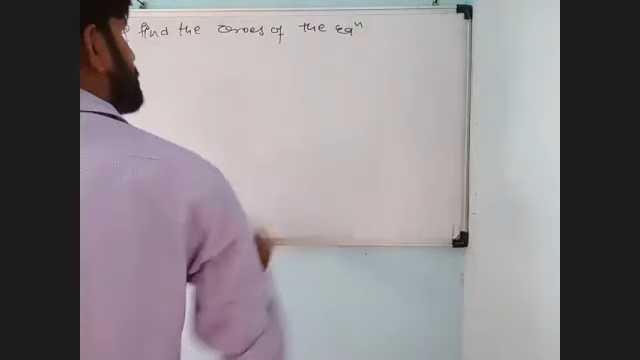 find the zeroes of the Eqⁿ